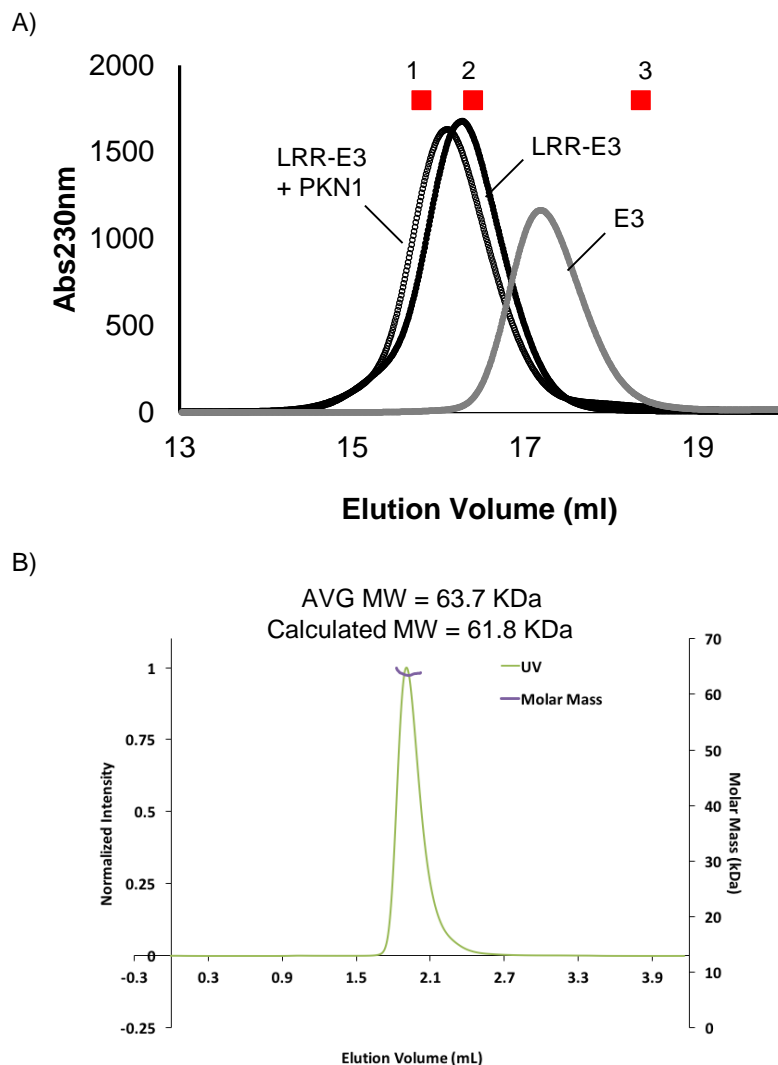 A)
1 2 3
2000
1500
1000
500
0
Abs230nm
LRR-E3
+ PKN1
LRR-E3
E3
13 15 17 19
Elution Volume (ml)
B)
AVG MW = 63.7 KDa
Calculated MW = 61.8 KDa
UV
Molar Mass
1
0.75
0.5
0.25
0
-0.25
Normalized Intensity
-0.3 0.3 0.9 1.5 2.1 2.7 3.3 3.9
70
60
50
40
30
20
10
0
Molar Mass (kDa)
Elution Volume (mL)